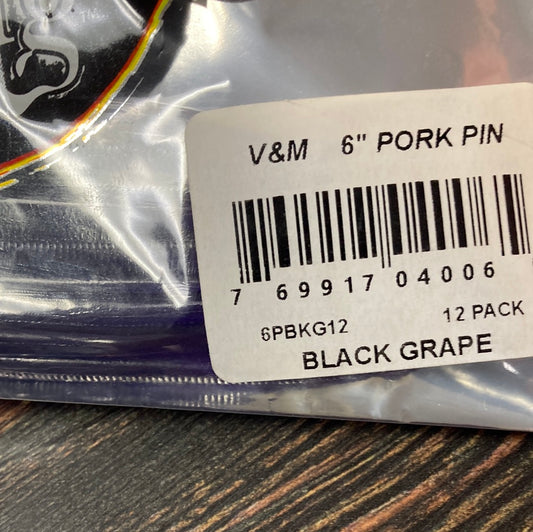 V&M 6" PORK PIN
7 69917 04006
6PBKG12 12 PACK
BLACK GRAPE